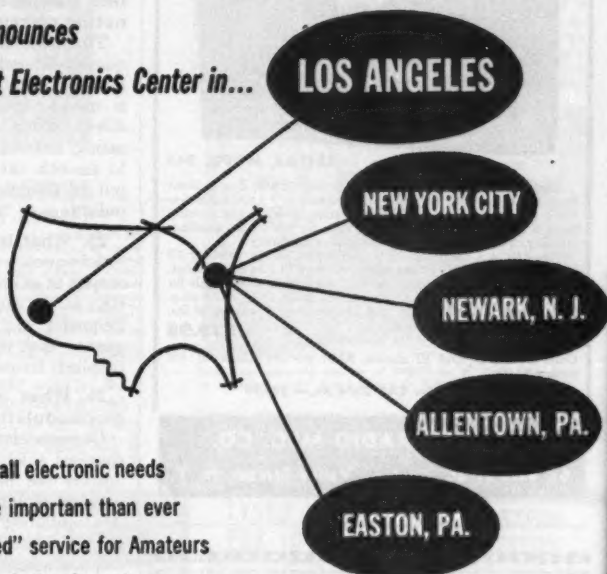 nounces
t Electronics Center in...
LOS ANGELES
NEW YORK CITY
NEWARK, N. J.
ALLENTOWN, PA.
EASTON, PA.
all electronic needs
important than ever
ed" service for Amateurs